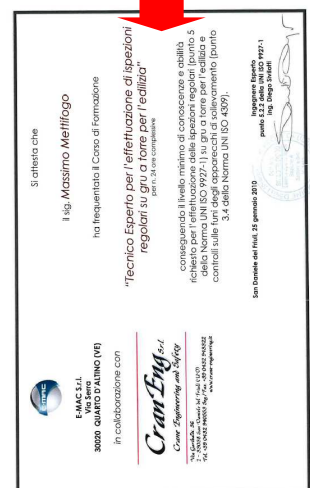 E-MAC
E-MAC S.r.l.
Via Serra
30020 QUARTO D'ALTINO (VE)
in collaborazione con
CranEng S.r.l.
Crane Engineering and Safety
Si attesta che
il sig. Massimo Mettifogo
ha frequentato il Corso di Formazione
"Tecnico Esperto per l'effettuazione di ispezioni
regolari su gru a torre per l'edilizia"
per n. 24 ore complessive
conseguendo il livello minimo di conoscenze e abilità
richiesto per l'effettuazione delle ispezioni regolari (punto 5
della Norma UNI ISO 9927-1) su gru a torre per l'edilizia e
controlli sulle funi degli apparecchi di sollevamento (punto
3.4 della Norma UNI ISO 4309).
San Daniele del Friuli, 25 gennaio 2010
Ingegnere Esperto
punto 5.2.2 della UNI ISO 9927-1
ing. Diego Sivilotti